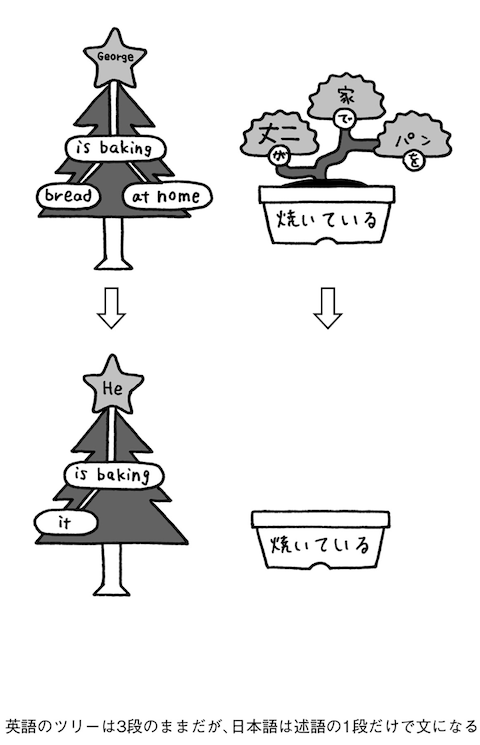 George
is baking
bread
at home
丈二
が
家
で
パン
を
焼いている
He
is baking
it
焼いている
英語のツリーは3段のままだが、日本語は述語の1段だけで文になる